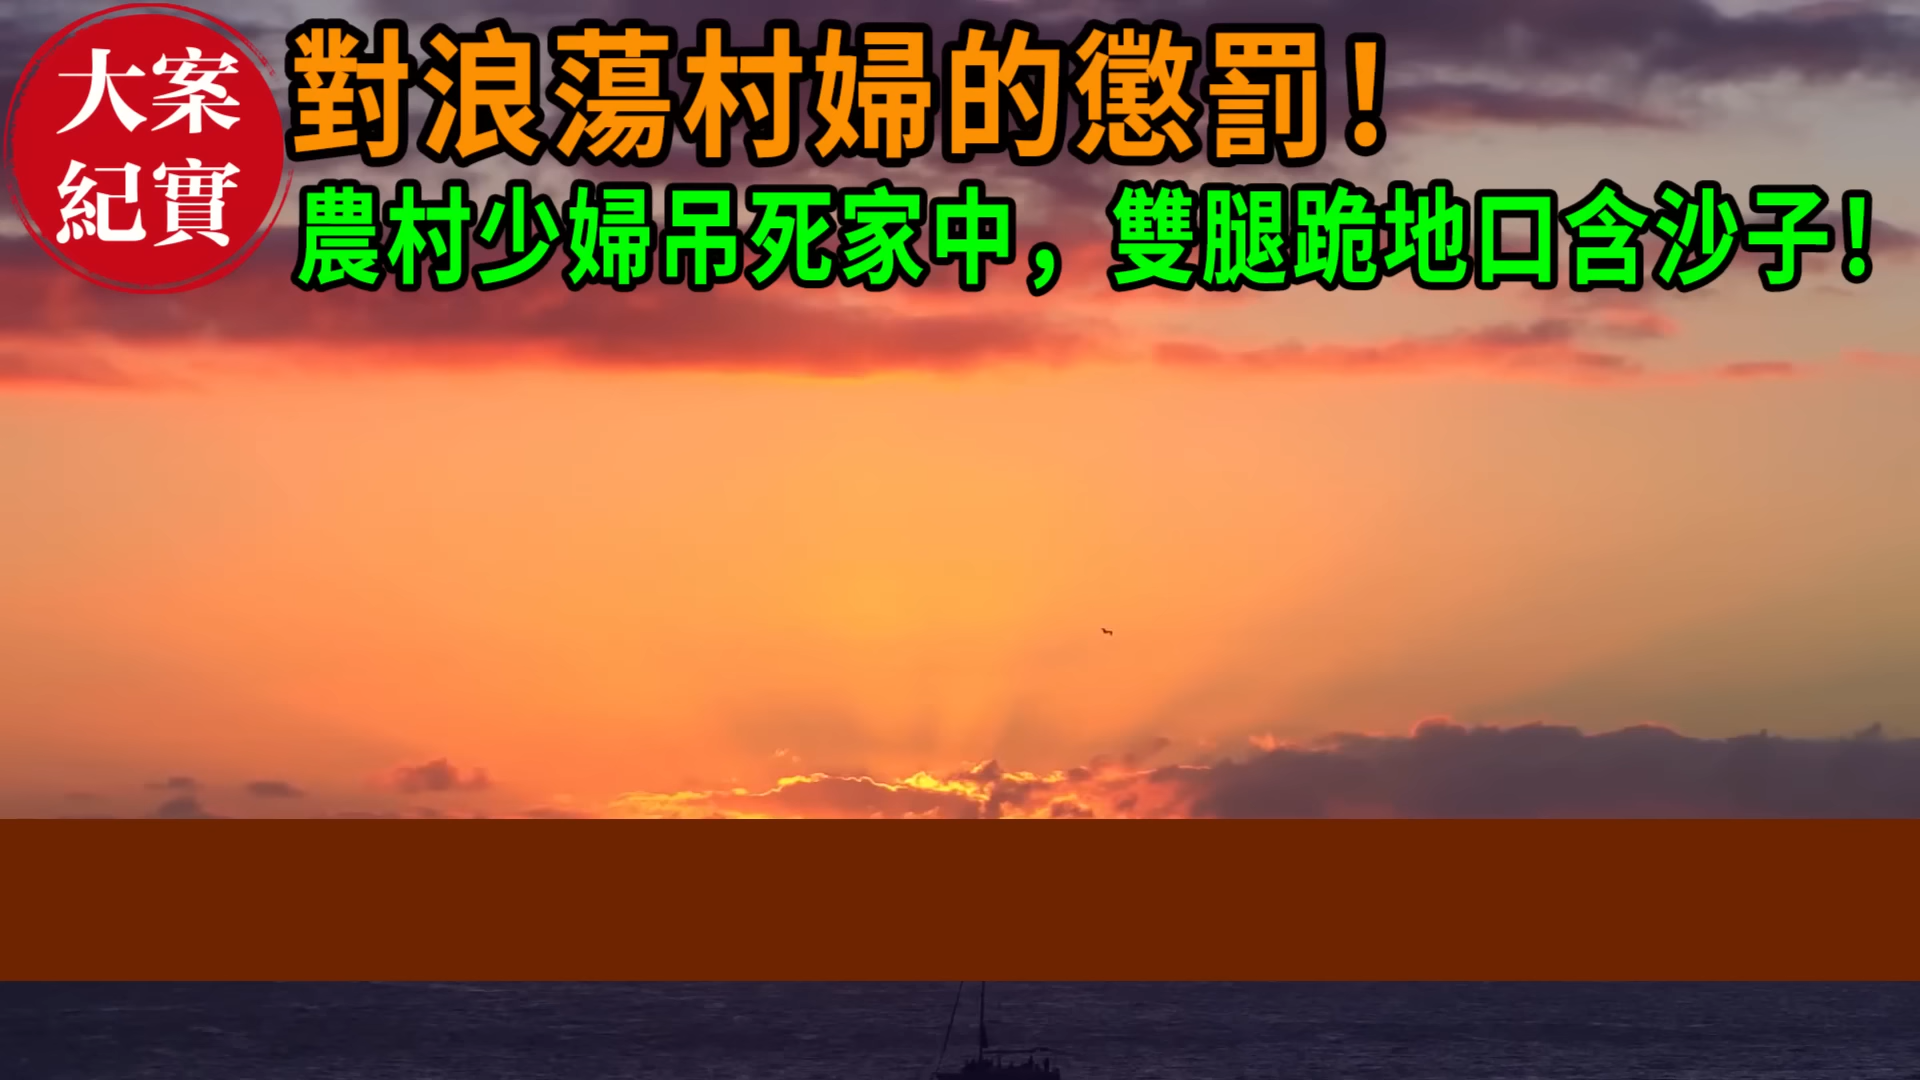 大案
紀實
對浪蕩村婦的懲罰！
農村少婦吊死家中，雙腿跪地口含沙子！